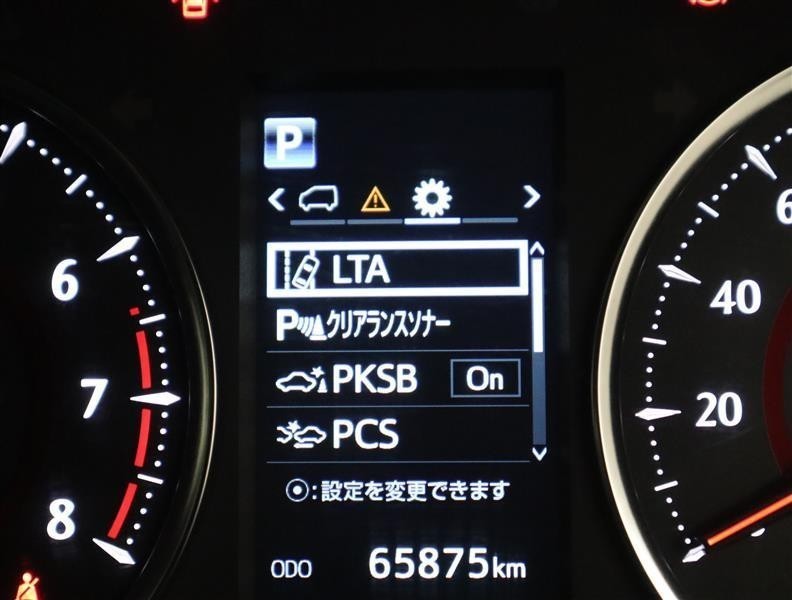 P
LTA
P クリアランスソナー
PKSB On
PCS
⦿:設定を変更できます
ODO 65875km
6
7
8
6
40
20